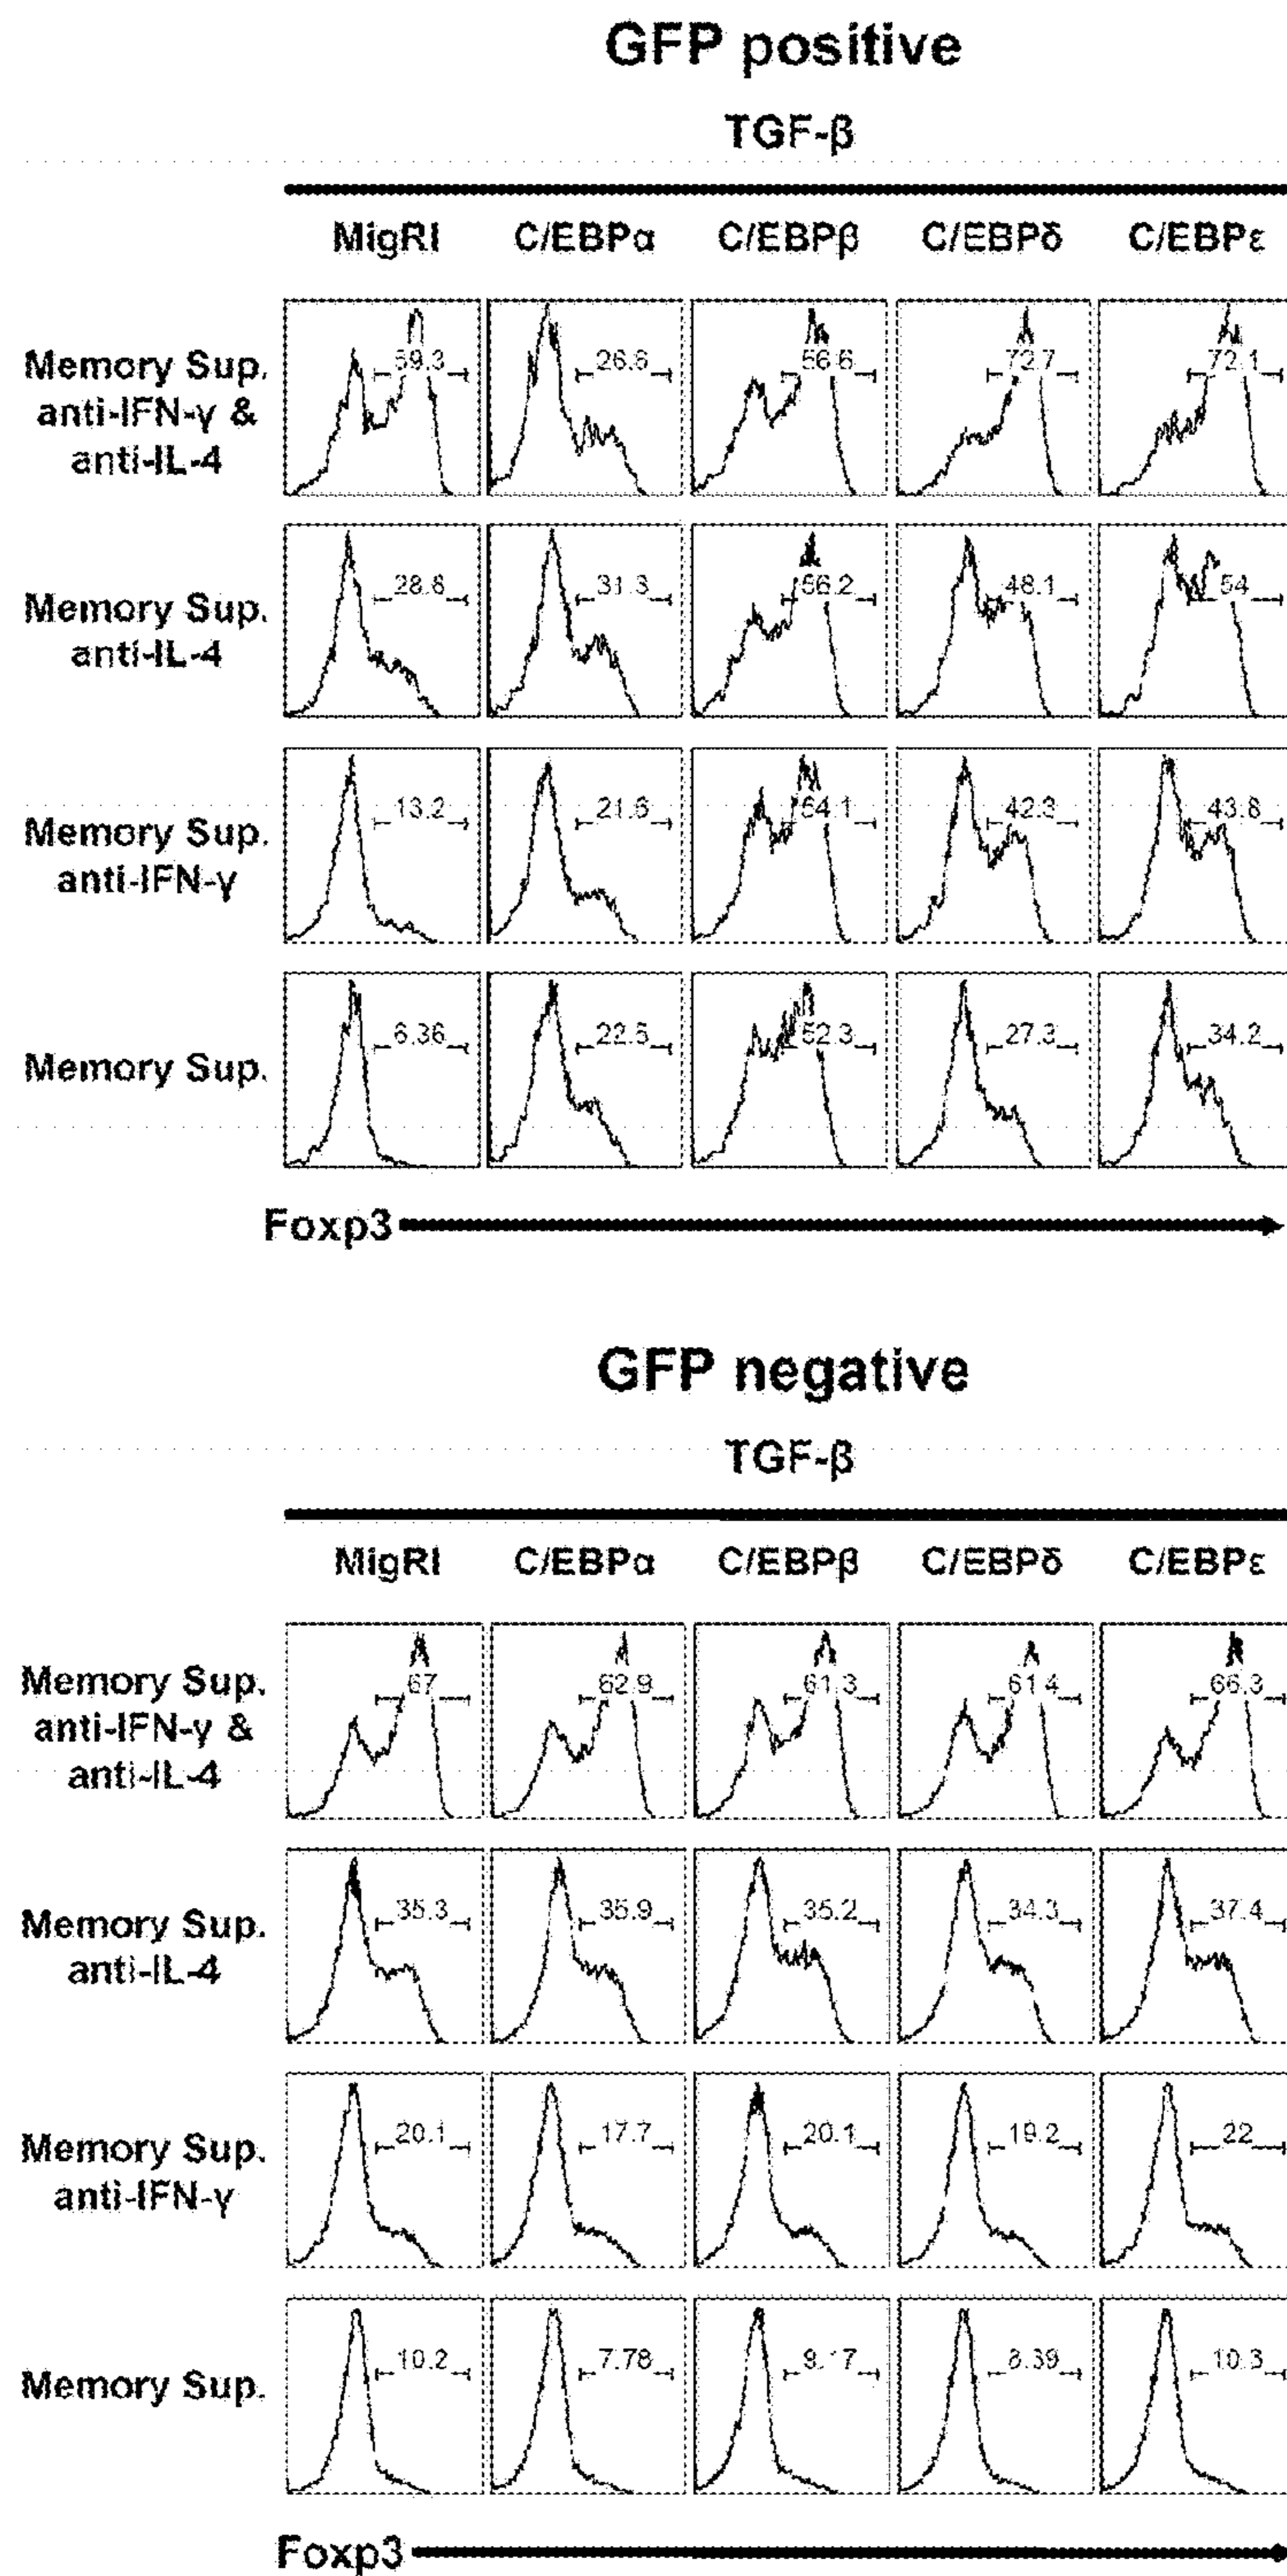 GFP positive
TGF-β
MigRI C/EBPα C/EBPβ C/EBPδ C/EBPε
Memory Sup.
anti-IFN-γ &
anti-IL-4
59.3 26.6 56.6 72.7 72.1
Memory Sup.
anti-IL-4
28.6 31.3 56.2 48.1 54
Memory Sup.
anti-IFN-γ
13.2 21.6 54.1 42.3 43.8
Memory Sup.
6.36 22.5 52.3 27.3 34.2
Foxp3
GFP negative
TGF-β
MigRI C/EBPα C/EBPβ C/EBPδ C/EBPε
Memory Sup.
anti-IFN-γ &
anti-IL-4
67 62.9 61.3 61.4 66.3
Memory Sup.
anti-IL-4
35.3 35.9 35.2 34.3 37.4
Memory Sup.
anti-IFN-γ
20.1 17.7 20.1 19.2 22
Memory Sup.
10.2 7.78 9.17 8.39 10.3
Foxp3